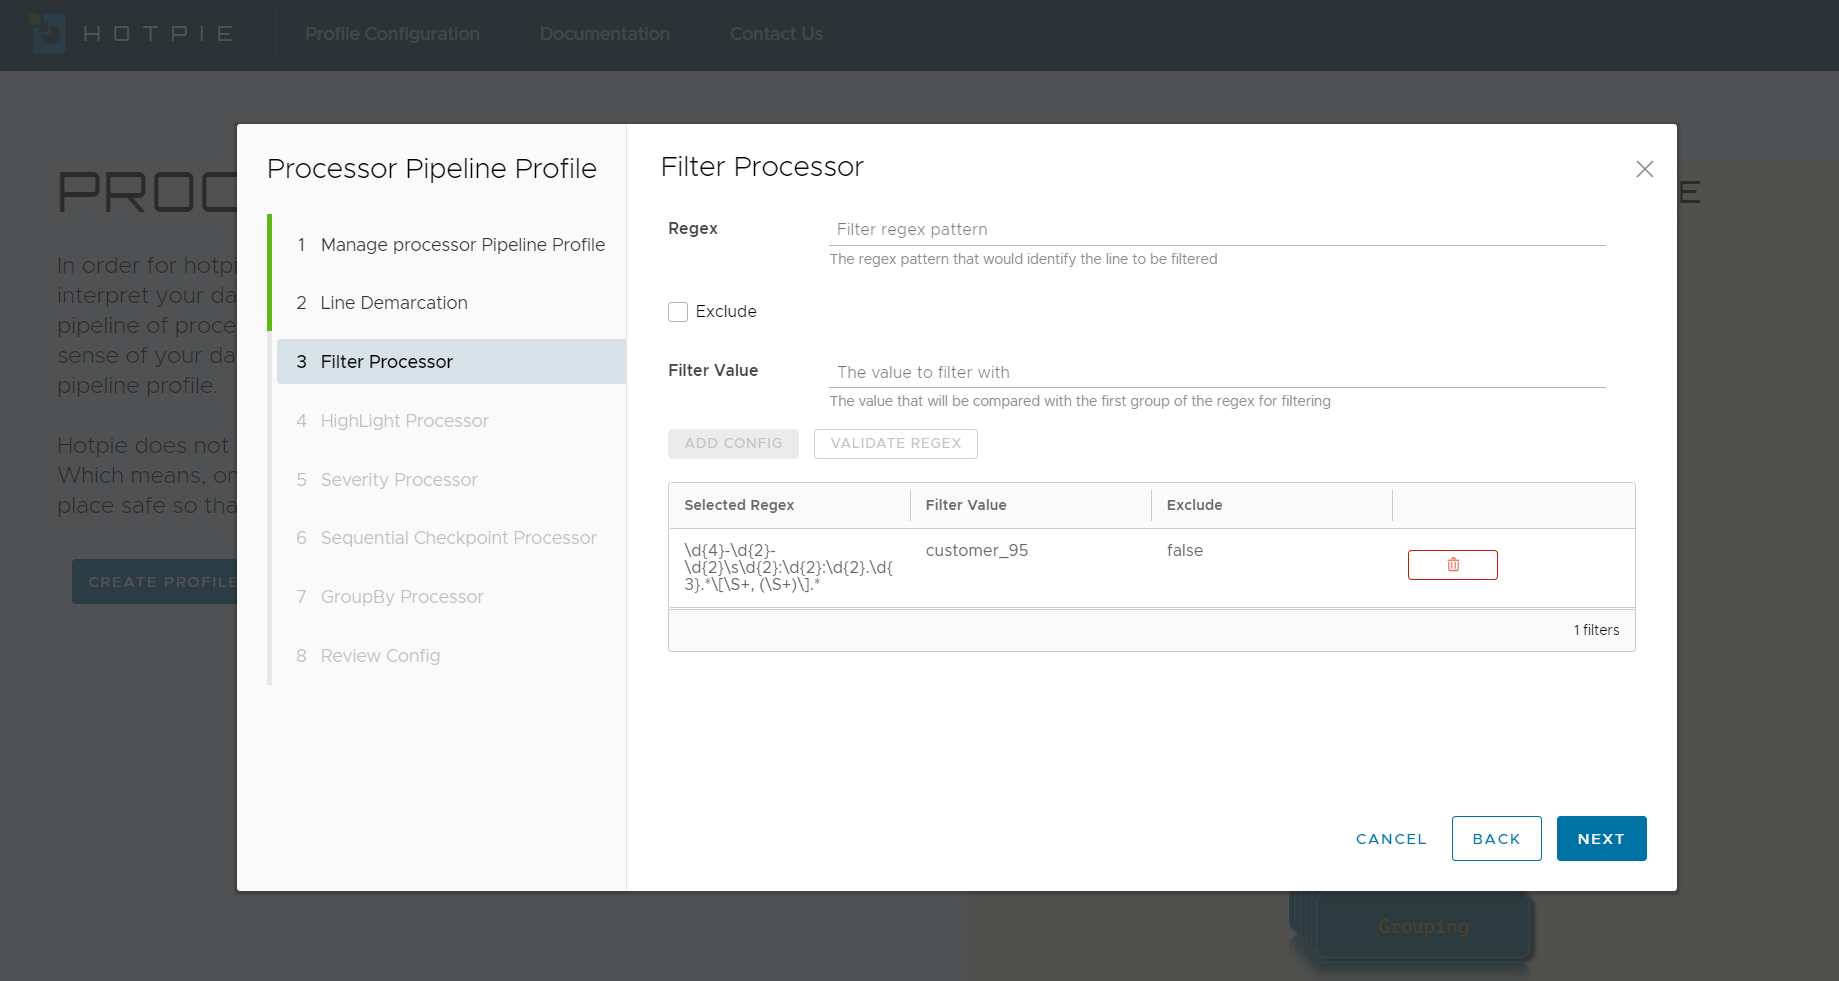 HOTPIE
Profile Configuration
Documentation
Contact Us
PROC
E
In order for hotpi
interpret your da
pipeline of proce
sense of your da
pipeline profile.
Hotpie does not
Which means, on
place safe so tha
CREATE PROFILE
Processor Pipeline Profile
1 Manage processor Pipeline Profile
2 Line Demarcation
3 Filter Processor
4 HighLight Processor
5 Severity Processor
6 Sequential Checkpoint Processor
7 GroupBy Processor
8 Review Config
Filter Processor
Regex
Filter regex pattern
The regex pattern that would identify the line to be filtered
Exclude
Filter Value
The value to filter with
The value that will be compared with the first group of the regex for filtering
ADD CONFIG
VALIDATE REGEX
Selected Regex
Filter Value
Exclude
\d{4}-\d{2}-
\d{2}\s\d{2}:\d{2}:\d{2}.\d{
3}.*\[\S+, (\S+)\].*
customer_95
false
1 filters
CANCEL
BACK
NEXT
Grouping